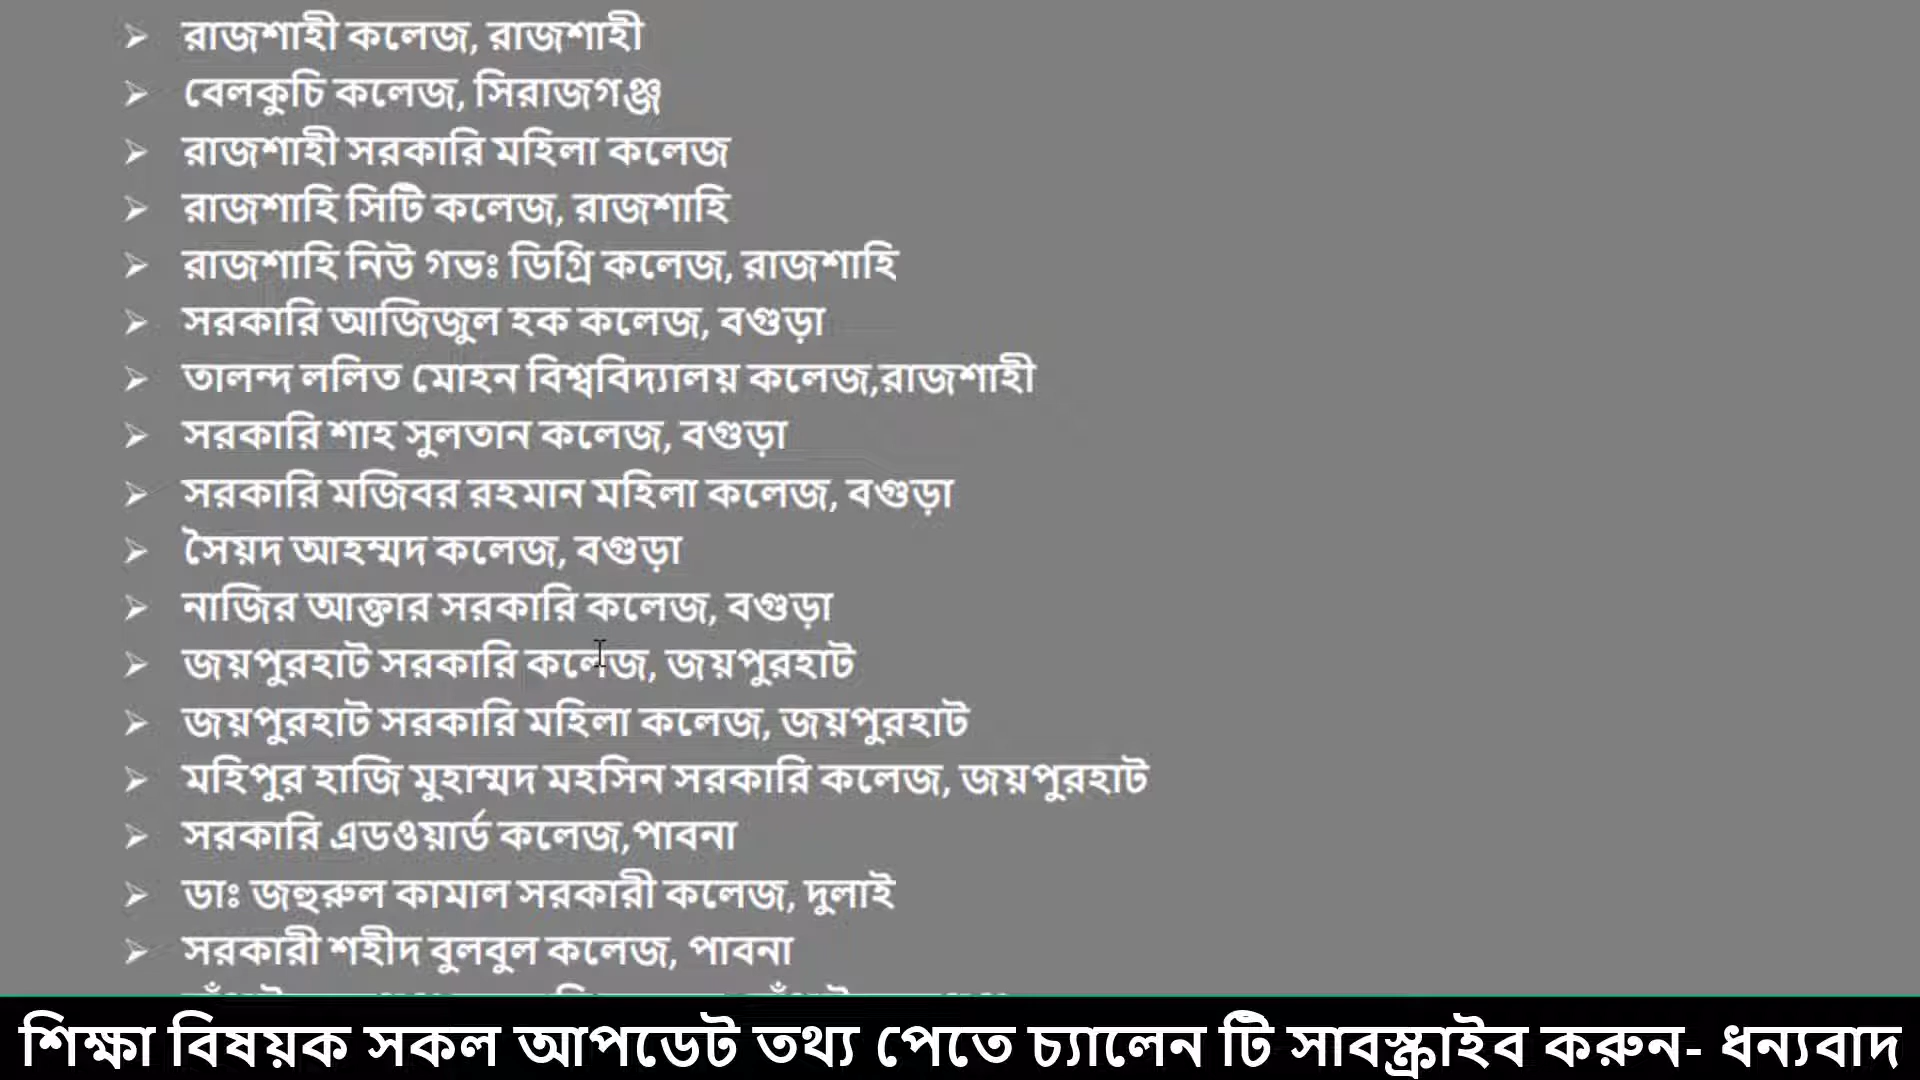 ➢ রাজশাহী কলেজ, রাজশাহী
➢ বেলকুচি কলেজ, সিরাজগঞ্জ
➢ রাজশাহী সরকারি মহিলা কলেজ
➢ রাজশাহি সিটি কলেজ, রাজশাহি
➢ রাজশাহি নিউ গভঃ ডিগ্রি কলেজ, রাজশাহি
➢ সরকারি আজিজুল হক কলেজ, বগুড়া
➢ তালন্দ ললিত মোহন বিশ্ববিদ্যালয় কলেজ,রাজশাহী
➢ সরকারি শাহ সুলতান কলেজ, বগুড়া
➢ সরকারি মজিবর রহমান মহিলা কলেজ, বগুড়া
➢ সৈয়দ আহম্মদ কলেজ, বগুড়া
➢ নাজির আক্তার সরকারি কলেজ, বগুড়া
➢ জয়পুরহাট সরকারি কলেজ, জয়পুরহাট
➢ জয়পুরহাট সরকারি মহিলা কলেজ, জয়পুরহাট
➢ মহিপুর হাজি মুহাম্মদ মহসিন সরকারি কলেজ, জয়পুরহাট
➢ সরকারি এডওয়ার্ড কলেজ,পাবনা
➢ ডাঃ জহুরুল কামাল সরকারী কলেজ, দুলাই
➢ সরকারী শহীদ বুলবুল কলেজ, পাবনা
শিক্ষা বিষয়ক সকল আপডেট তথ্য পেতে চ্যালেন টি সাবস্ক্রাইব করুন- ধন্যবাদ